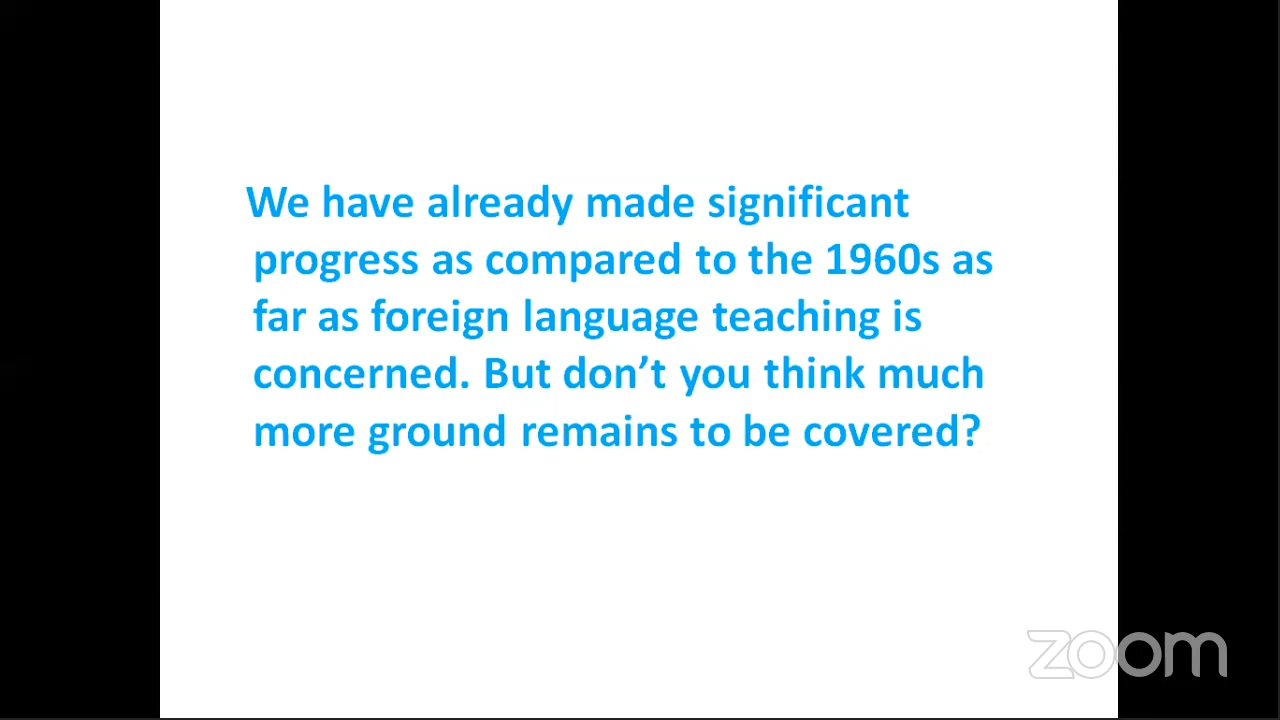 We have already made significant
progress as compared to the 1960s as
far as foreign language teaching is
concerned. But don’t you think much
more ground remains to be covered?
zoom